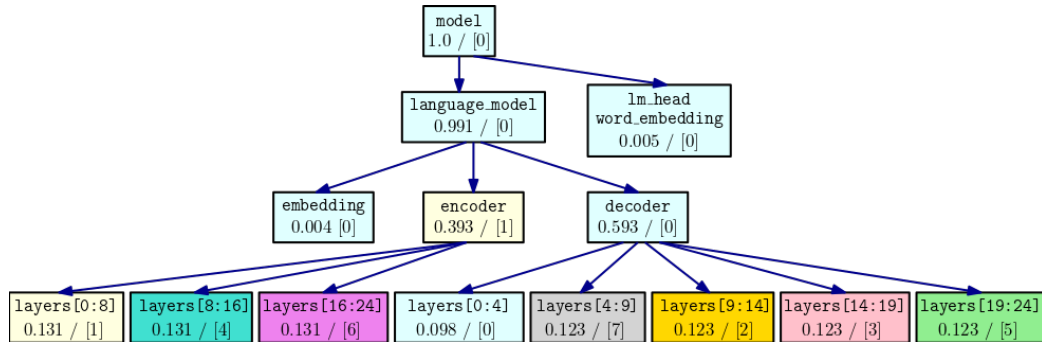 model
1.0 / [0]
language_model
0.991 / [0]
lm_head
word_embedding
0.005 / [0]
embedding
0.004 [0]
encoder
0.393 / [1]
decoder
0.593 / [0]
layers[0:8]
0.131 / [1]
layers[8:16]
0.131 / [4]
layers[16:24]
0.131 / [6]
layers[0:4]
0.098 / [0]
layers[4:9]
0.123 / [7]
layers[9:14]
0.123 / [2]
layers[14:19]
0.123 / [3]
layers[19:24]
0.123 / [5]